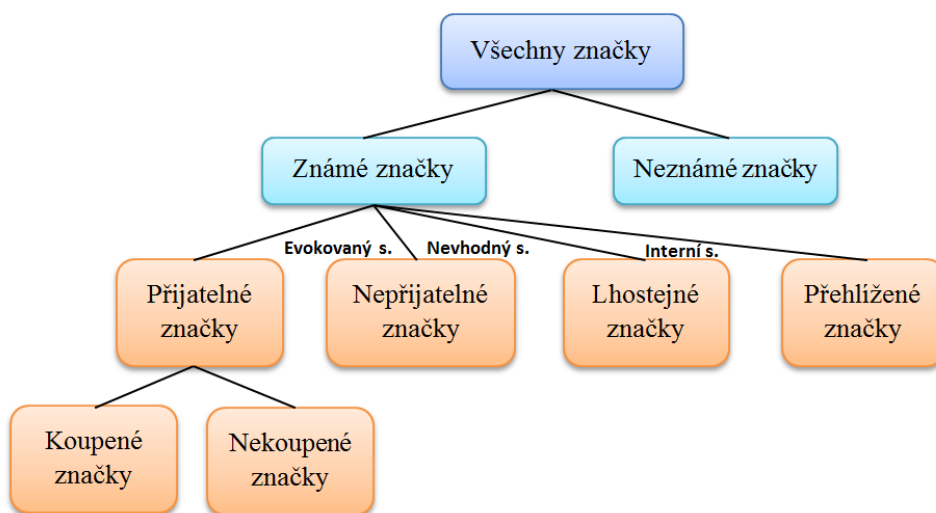 Všechny značky
Známé značky
Neznámé značky
Evokovaný s.
Nevhodný s.
Interní s.
Přijatelné
značky
Nepřijatelné
značky
Lhostejné
značky
Přehlížené
značky
Koupené
značky
Nekoupené
značky